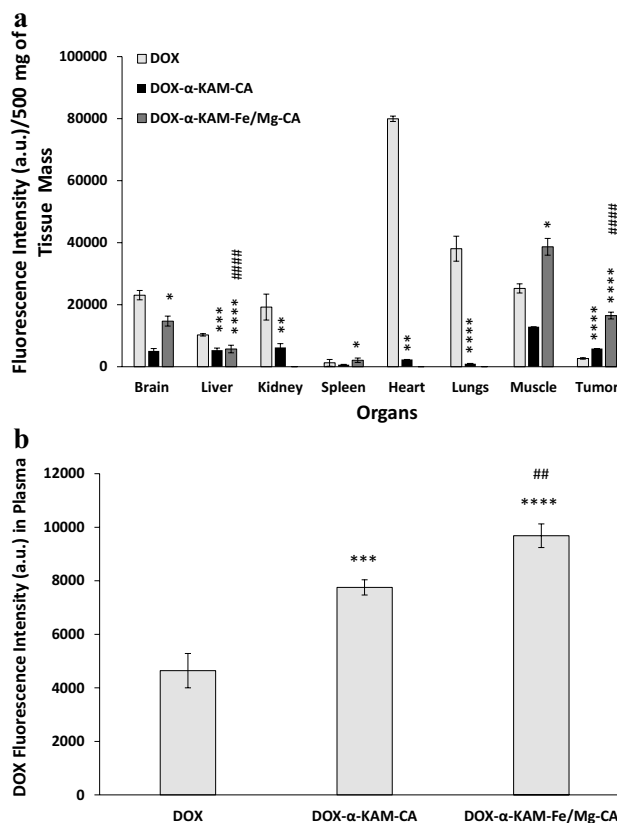 a
DOX
DOX-α-KAM-CA
DOX-α-KAM-Fe/Mg-CA
Fluorescence Intensity (a.u.)/500 mg of
Tissue Mass
100000
80000
60000
40000
20000
0
*
***
****
####
**
*
**
****
*
****
****
####
Brain Liver Kidney Spleen Heart Lungs Muscle Tumor
Organs
b
DOX Fluorescence Intensity (a.u.) in Plasma
12000
10000
8000
6000
4000
2000
0
***
##
****
DOX DOX-α-KAM-CA DOX-α-KAM-Fe/Mg-CA